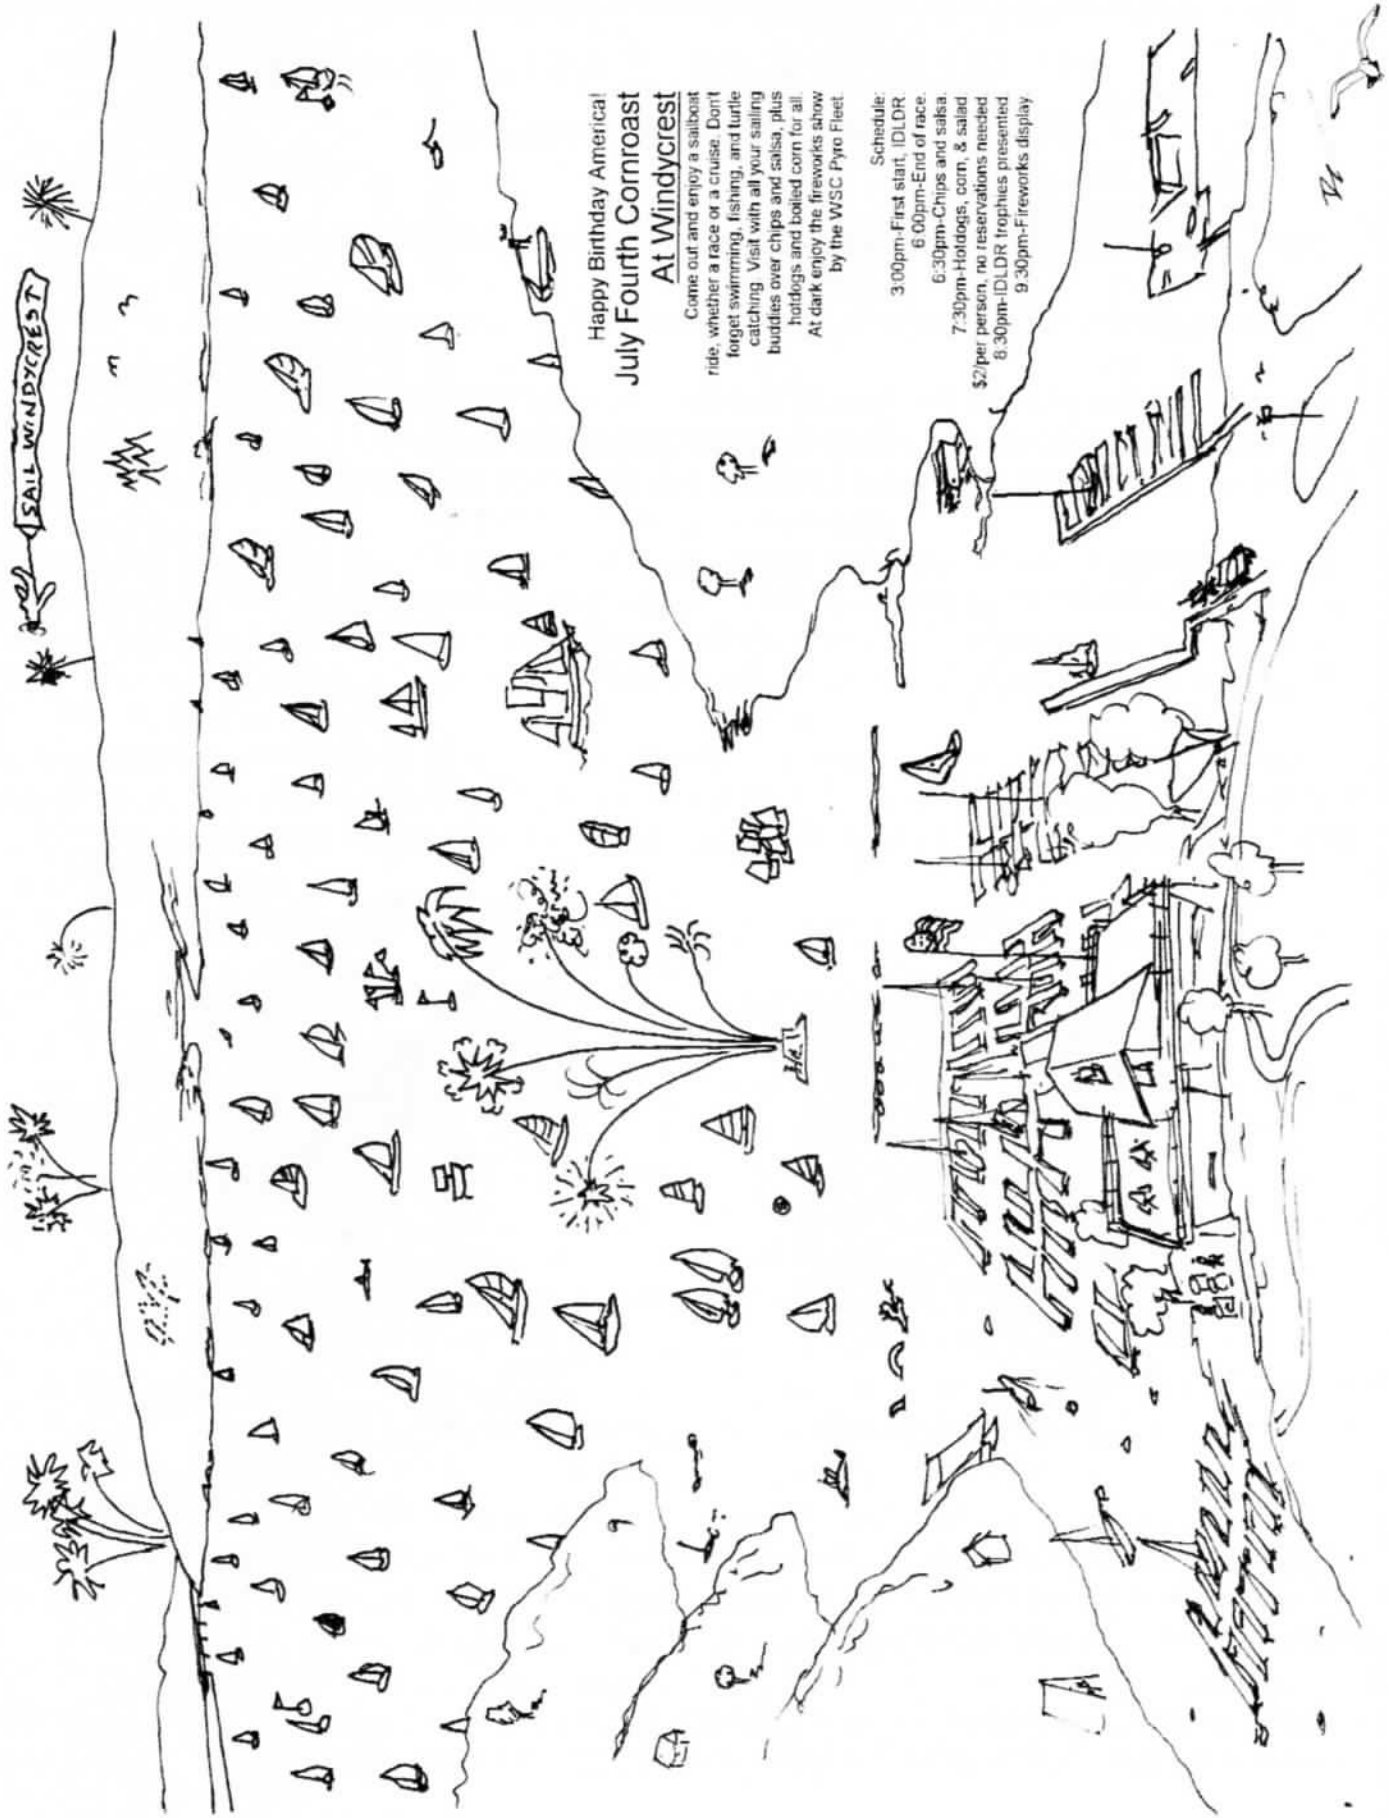 SAIL WINDYCREST
Happy Birthday America!
July Fourth Cornroast
At Windycrest
Come out and enjoy a sailboat
ride, whether a race or a cruise. Don't
forget swimming, fishing, and turtle
catching. Visit with all your sailing
buddies over chips and salsa, plus
hotdogs and boiled corn for all.
At dark enjoy the fireworks show
by the WSC Pyro Fleet.
Schedule:
3:00pm-First start, IDLDR
6:00pm-End of race.
6:30pm-Chips and salsa.
7:30pm-Hotdogs, corn, & salad
$2/per person, no reservations needed
8:30pm-IDLDR trophies presented
9:30pm-Fireworks display.